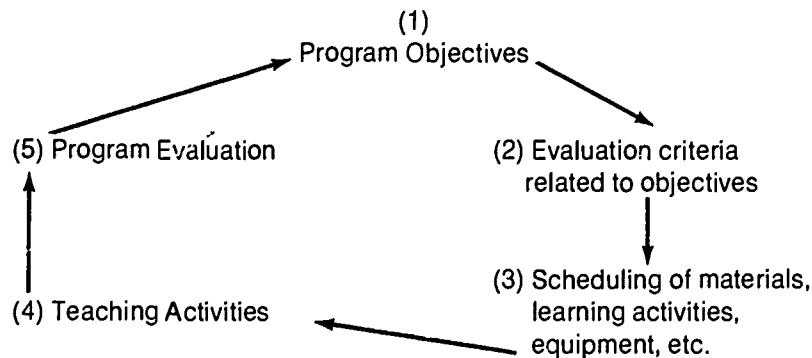 (1)
Program Objectives
(5) Program Evaluation
(2) Evaluation criteria
related to objectives
(4) Teaching Activities
(3) Scheduling of materials,
learning activities,
equipment, etc.